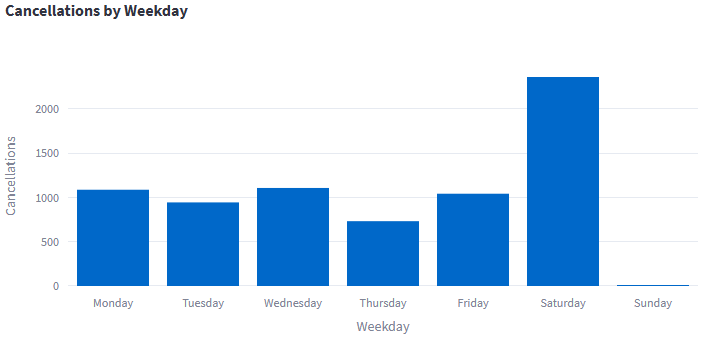 Cancellations by Weekday
Cancellations
2000
1500
1000
500
0
Monday Tuesday Wednesday Thursday Friday Saturday Sunday
Weekday